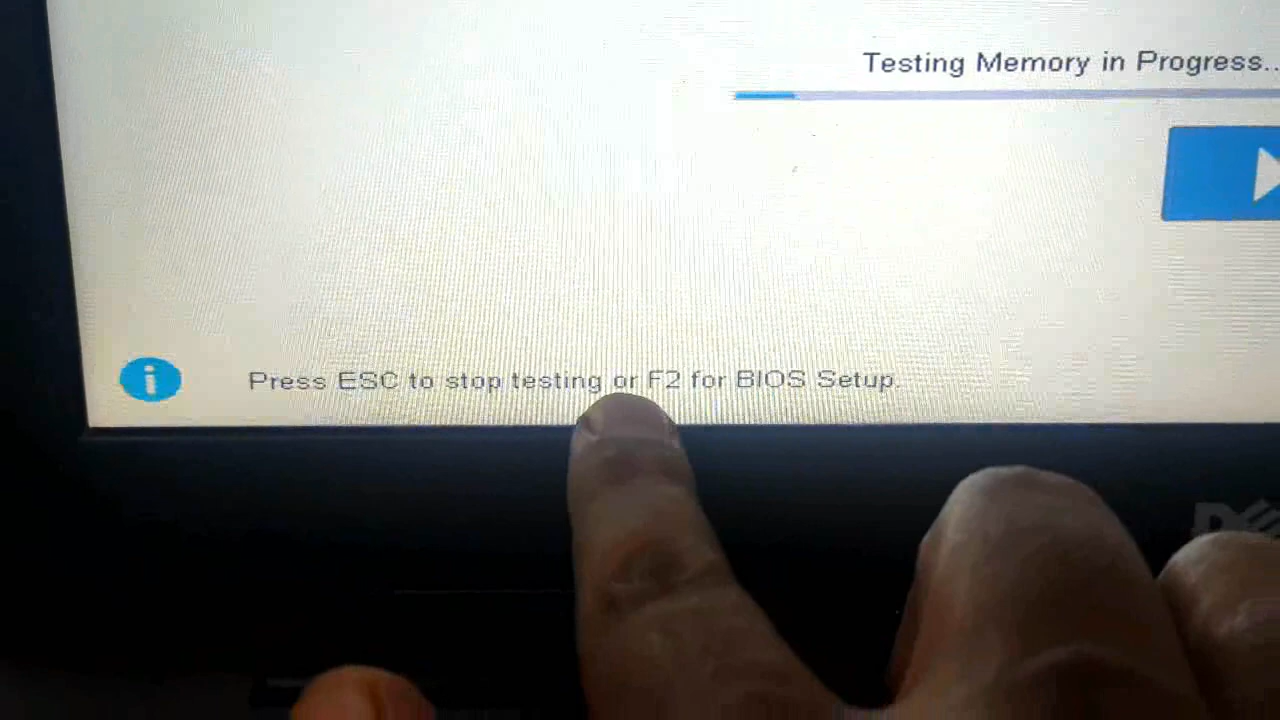 Testing Memory in Progress..
Press ESC to stop testing or F2 for BIOS Setup.